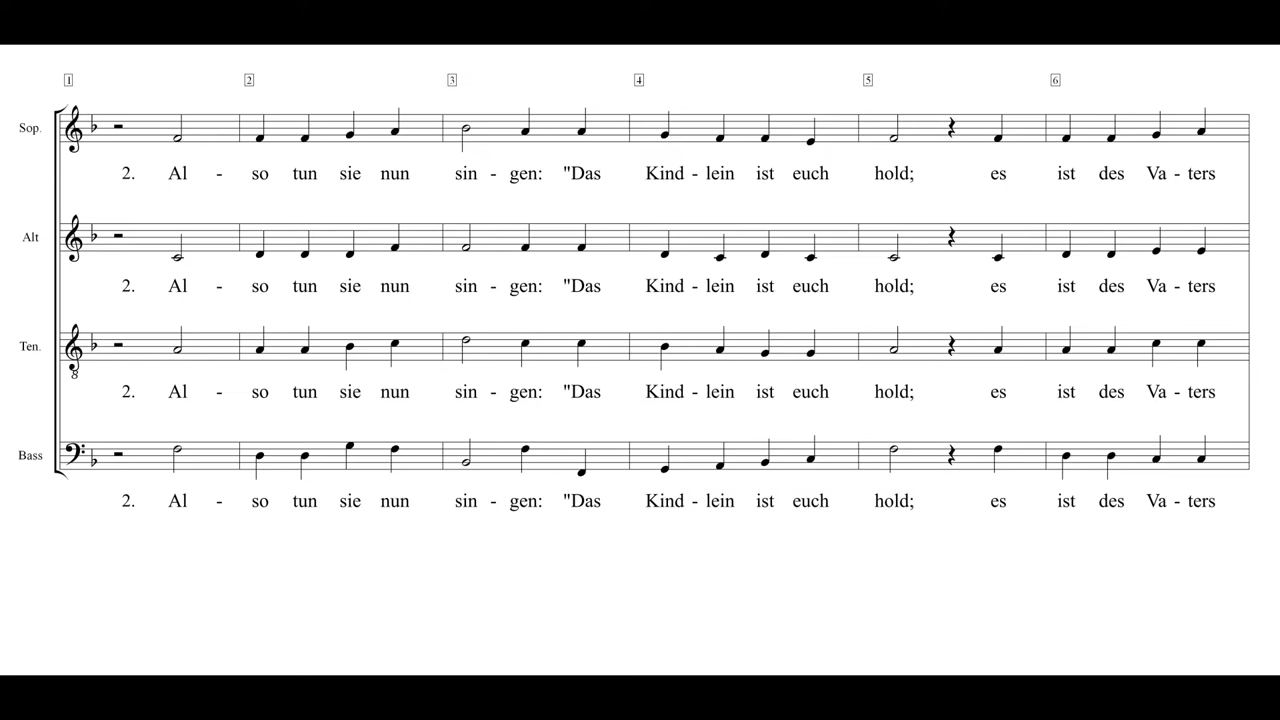 1 2 3 4 5 6
Sop.
2. Al - so tun sie nun sin - gen: "Das Kind - lein ist euch hold; es ist des Va - ters
Alt
2. Al - so tun sie nun sin - gen: "Das Kind - lein ist euch hold; es ist des Va - ters
Ten.
8
2. Al - so tun sie nun sin - gen: "Das Kind - lein ist euch hold; es ist des Va - ters
Bass
2. Al - so tun sie nun sin - gen: "Das Kind - lein ist euch hold; es ist des Va - ters